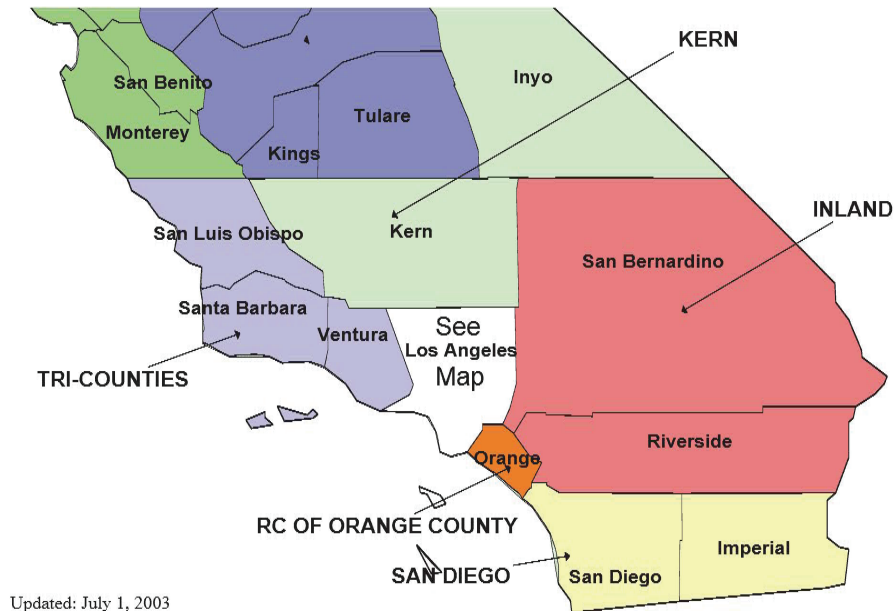 KERN
Inyo
San Benito
Tulare
Monterey
Kings
INLAND
San Luis Obispo
Kern
San Bernardino
Santa Barbara
Ventura
See
Los Angeles
Map
TRI-COUNTIES
Riverside
Orange
RC OF ORANGE COUNTY
Imperial
SAN DIEGO
San Diego
Updated: July 1, 2003